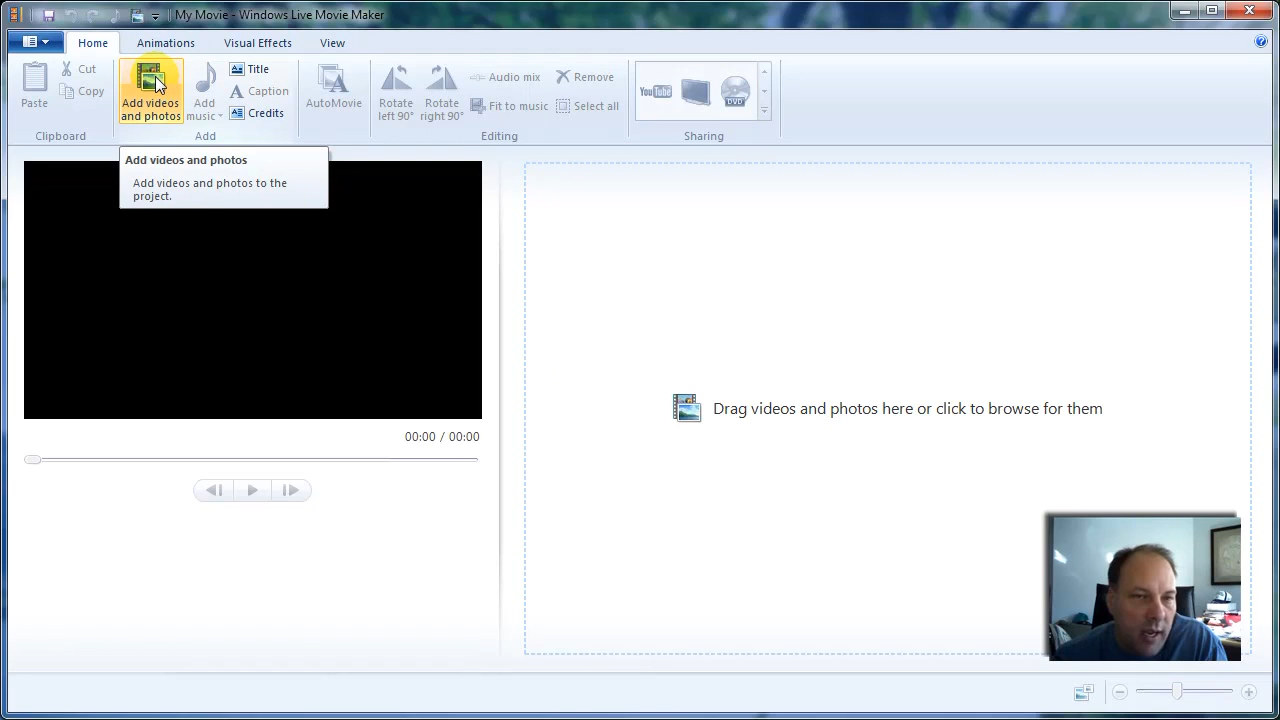 My Movie - Windows Live Movie Maker
Home
Animations
Visual Effects
View
Paste
Cut
Copy
Clipboard
Add videos
and photos
Add
music
Title
Caption
Credits
Add
AutoMovie
Rotate
left 90°
Rotate
right 90°
Audio mix
Fit to music
Remove
Select all
Editing
YouTube
DVD
Sharing
Add videos and photos
Add videos and photos to the
project.
00:00 / 00:00
Drag videos and photos here or click to browse for them